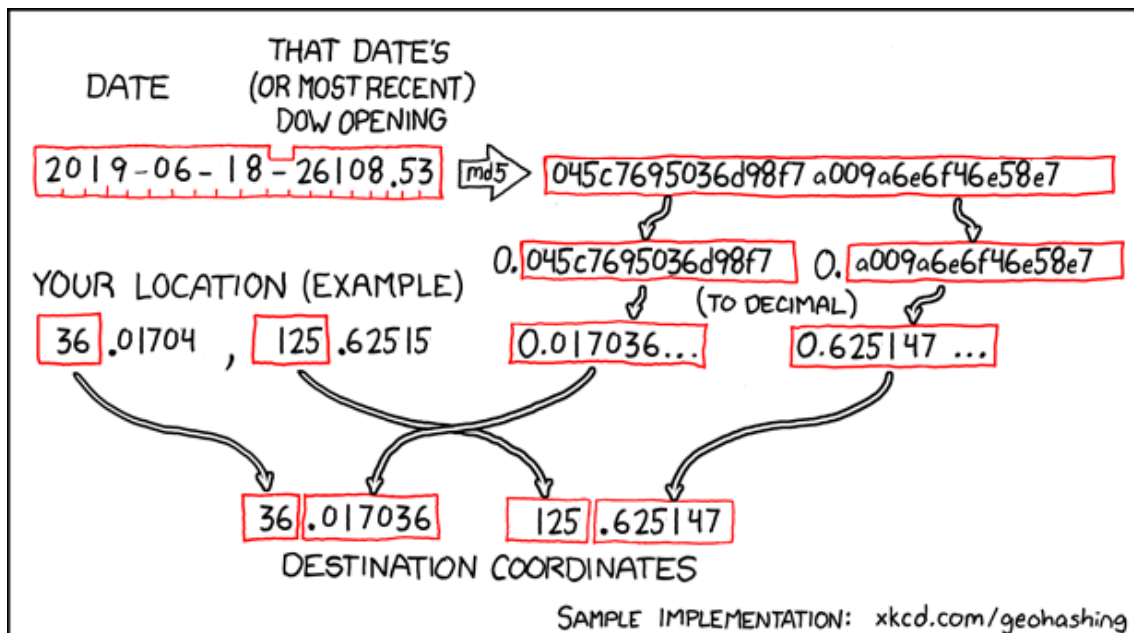 DATE
THAT DATE'S
(OR MOST RECENT)
DOW OPENING
2019-06-18-26108.53
md5
045c7695036d98f7a009a6e6f46e58e7
0.045c7695036d98f7
0.a009a6e6f46e58e7
(TO DECIMAL)
YOUR LOCATION (EXAMPLE)
36.01704, 125.62515
0.017036...
0.625147...
36.017036
125.625147
DESTINATION COORDINATES
SAMPLE IMPLEMENTATION: xkcd.com/geohashing